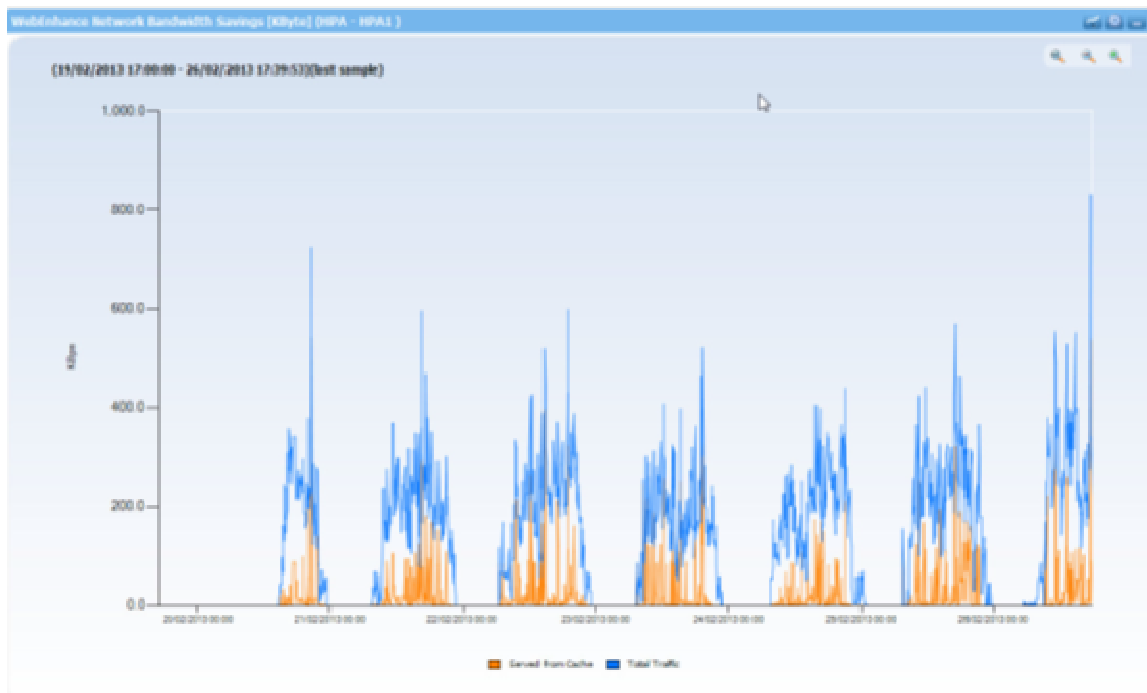 WebEnhance Network Bandwidth Savings [KByte] (HPA - HPA1 )
(19/02/2013 17:00:00 - 26/02/2013 17:39:53)(last sample)
1.000.0
800.0
600.0
400.0
200.0
0.0
KBps
20/02/2013 00:00 21/02/2013 00:00 22/02/2013 00:00 23/02/2013 00:00 24/02/2013 00:00 25/02/2013 00:00 26/02/2013 00:00
Served from Cache Total Traffic